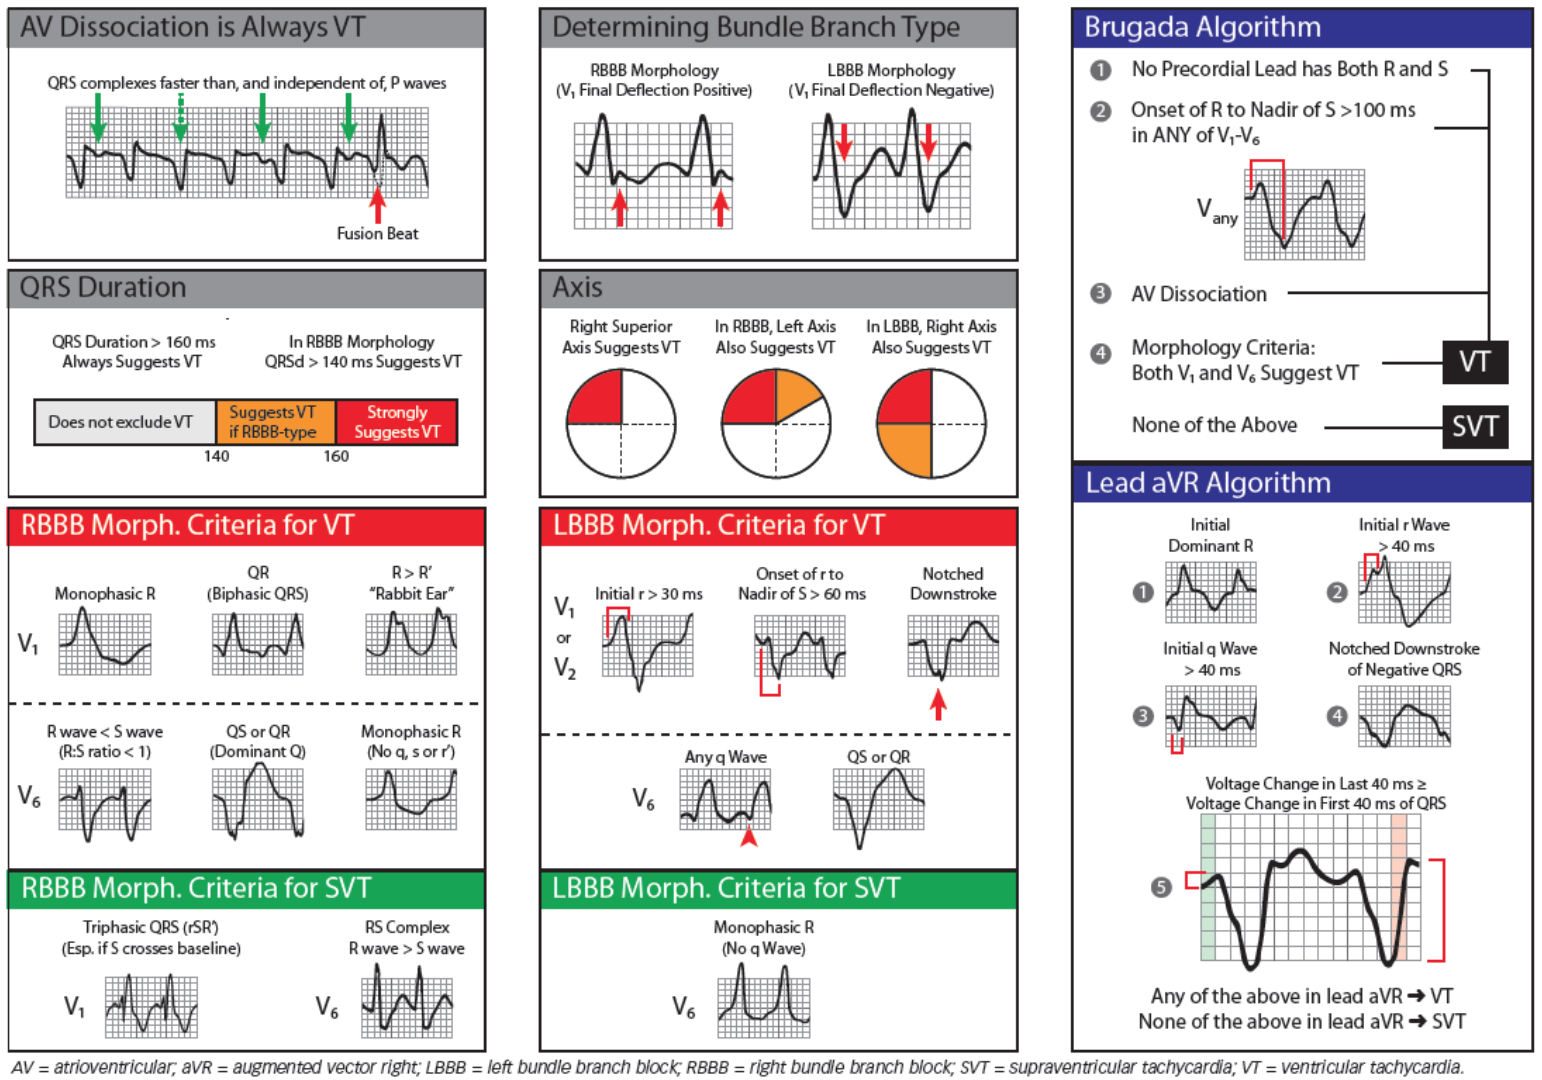 AV Dissociation is Always VT
QRS complexes faster than, and independent of, P waves
Fusion Beat
Determining Bundle Branch Type
RBBB Morphology
(V₁ Final Deflection Positive)
LBBB Morphology
(V₁ Final Deflection Negative)
QRS Duration
QRS Duration > 160 ms
Always Suggests VT
In RBBB Morphology
QRSd > 140 ms Suggests VT
Does not exclude VT
Suggests VT
if RBBB-type
Strongly
Suggests VT
140
160
Axis
Right Superior
Axis Suggests VT
In RBBB, Left Axis
Also Suggests VT
In LBBB, Right Axis
Also Suggests VT
RBBB Morph. Criteria for VT
Monophasic R
QR
(Biphasic QRS)
R > R’
“Rabbit Ear”
V₁
R wave < S wave
(R:S ratio < 1)
QS or QR
(Dominant Q)
Monophasic R
(No q, s or r’)
V₆
LBBB Morph. Criteria for VT
Initial r > 30 ms
Onset of r to
Nadir of S > 60 ms
Notched
Downstroke
V₁
or
V₂
Any q Wave
QS or QR
V₆
RBBB Morph. Criteria for SVT
Triphasic QRS (rSR’)
(Esp. if S crosses baseline)
RS Complex
R wave > S wave
V₁
V₆
LBBB Morph. Criteria for SVT
Monophasic R
(No q Wave)
V₆
Brugada Algorithm
1 No Precordial Lead has Both R and S
2 Onset of R to Nadir of S >100 ms
in ANY of V₁-V₆
V any
3 AV Dissociation
4 Morphology Criteria:
Both V₁ and V₆ Suggest VT
VT
None of the Above
SVT
Lead aVR Algorithm
Initial
Dominant R
1
Initial r Wave
> 40 ms
2
Initial q Wave
> 40 ms
3
Notched Downstroke
of Negative QRS
4
Voltage Change in Last 40 ms ≥
Voltage Change in First 40 ms of QRS
5
Any of the above in lead aVR ➔ VT
None of the above in lead aVR ➔ SVT
AV = atrioventricular; aVR = augmented vector right; LBBB = left bundle branch block; RBBB = right bundle branch block; SVT = supraventricular tachycardia; VT = ventricular tachycardia.